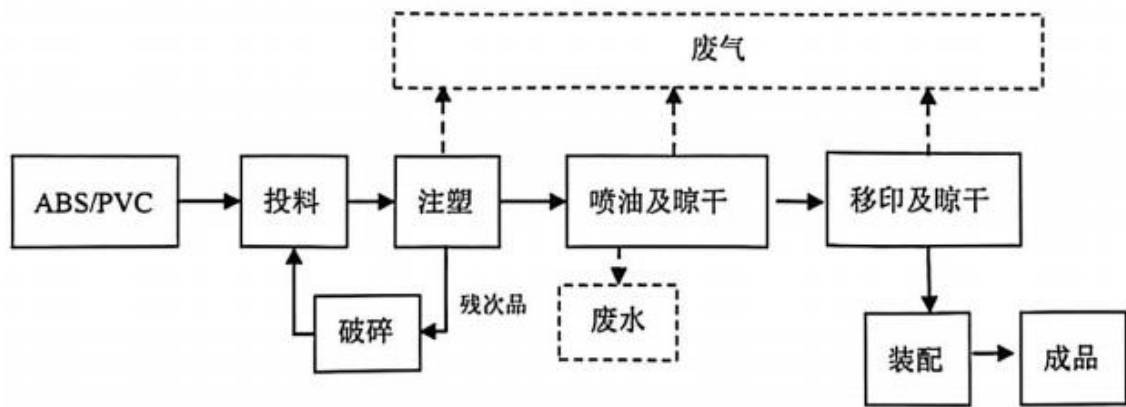 废气
ABS/PVC
投料
注塑
喷油及晾干
移印及晾干
残次品
破碎
废水
装配
成品